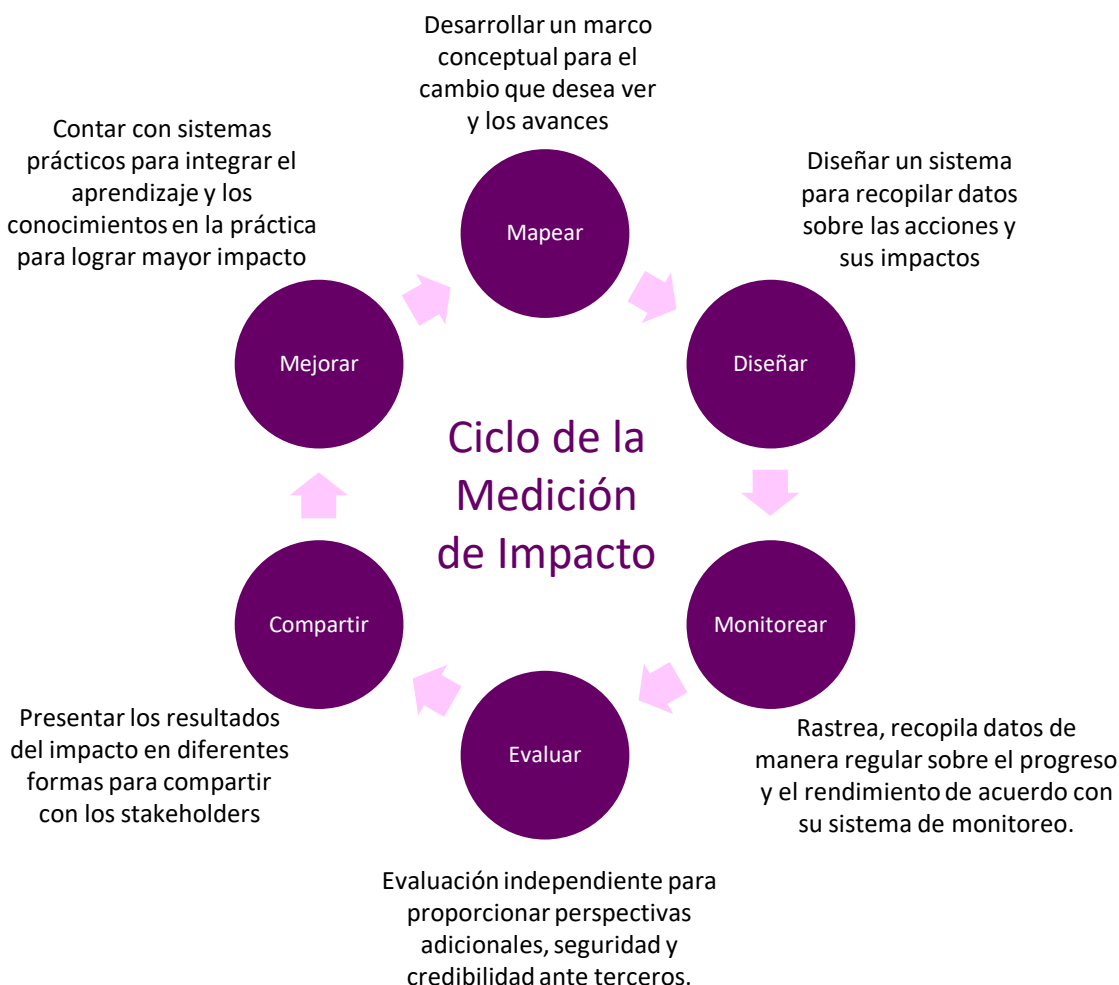 Desarrollar un marco
conceptual para el
cambio que desea ver
y los avances
Mapear
Diseñar un sistema
para recopilar datos
sobre las acciones y
sus impactos
Diseñar
Rastrea, recopila datos de
manera regular sobre el progreso
y el rendimiento de acuerdo con
su sistema de monitoreo.
Monitorear
Evaluación independiente para
proporcionar perspectivas
adicionales, seguridad y
credibilidad ante terceros.
Evaluar
Presentar los resultados
del impacto en diferentes
formas para compartir
con los stakeholders
Compartir
Contar con sistemas
prácticos para integrar el
aprendizaje y los
conocimientos en la práctica
para lograr mayor impacto
Mejorar
Ciclo de la
Medición
de Impacto